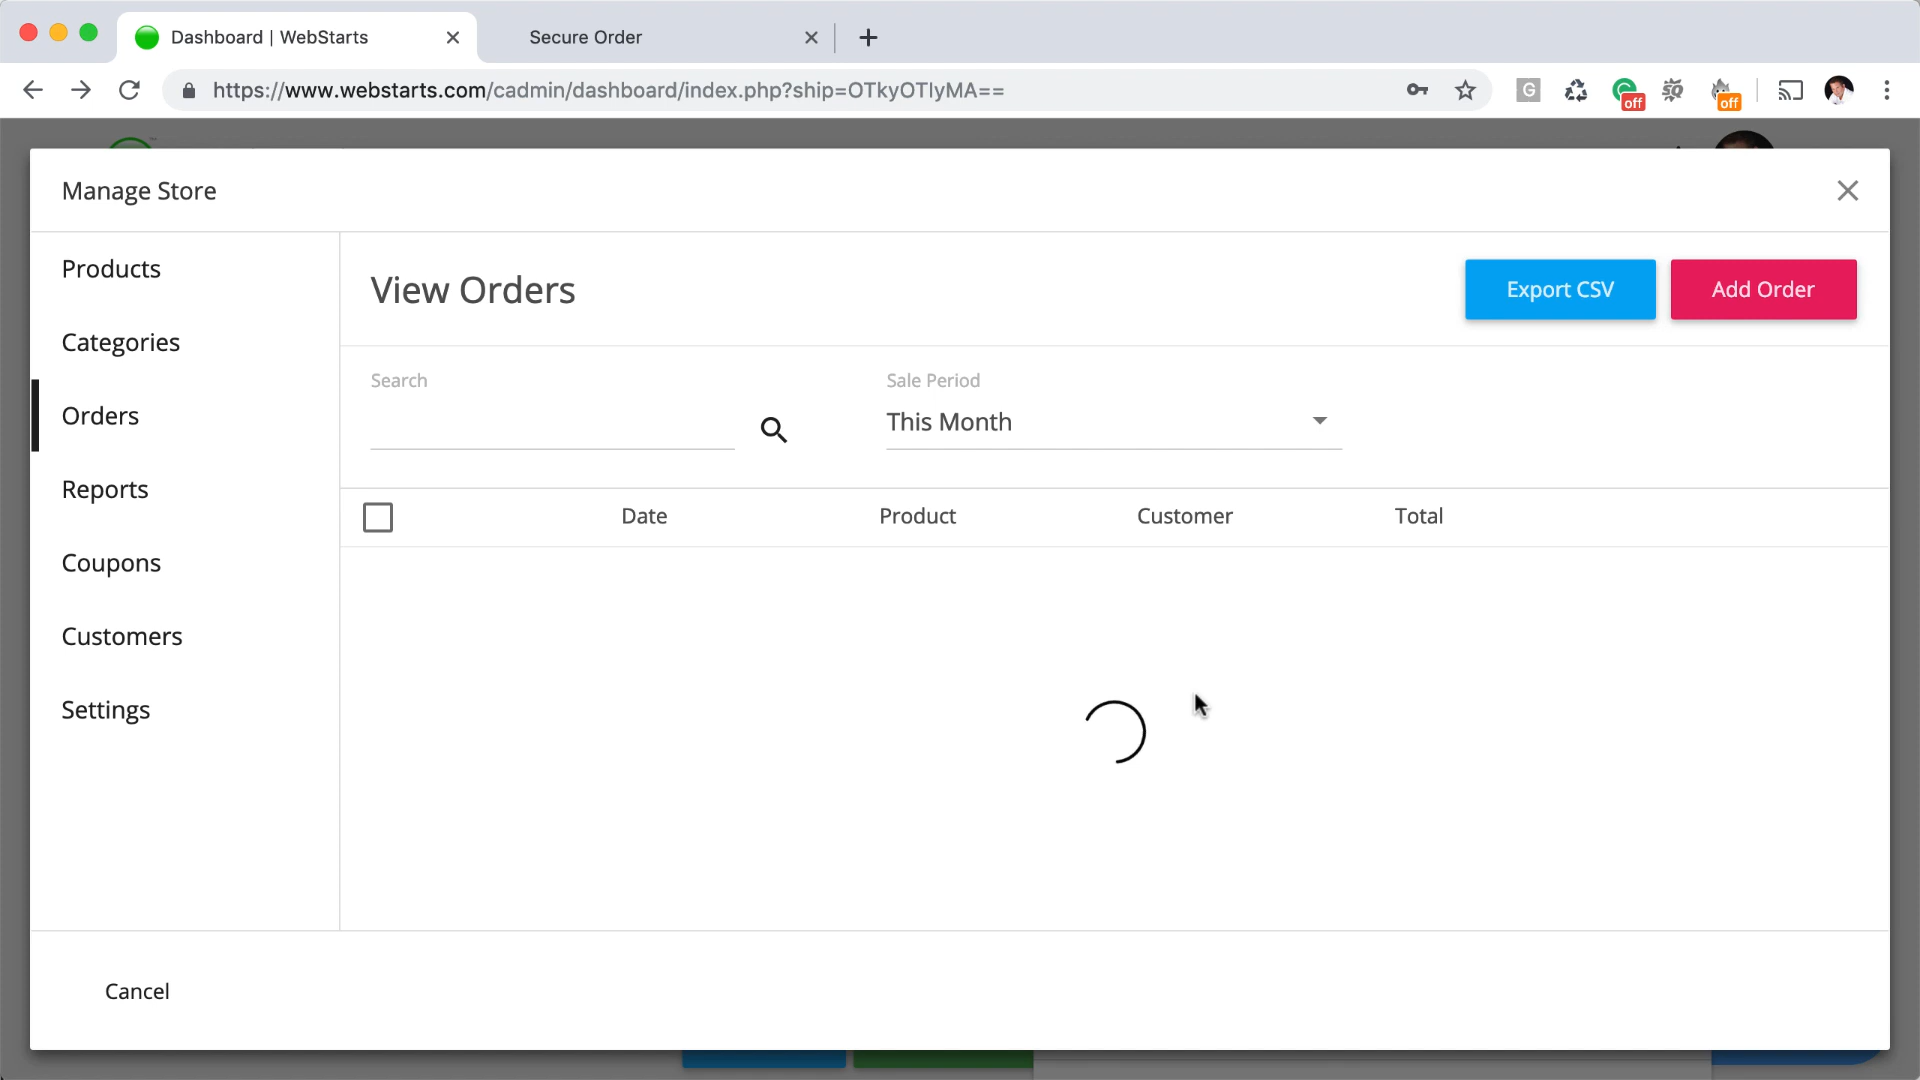 Dashboard | WebStarts
Secure Order
https://www.webstarts.com/cadmin/dashboard/index.php?ship=OTkyOTIyMA==
G
off
off
Manage Store
Products
Categories
Orders
Reports
Coupons
Customers
Settings
View Orders
Export CSV
Add Order
Search
Sale Period
This Month
Date
Product
Customer
Total
Cancel